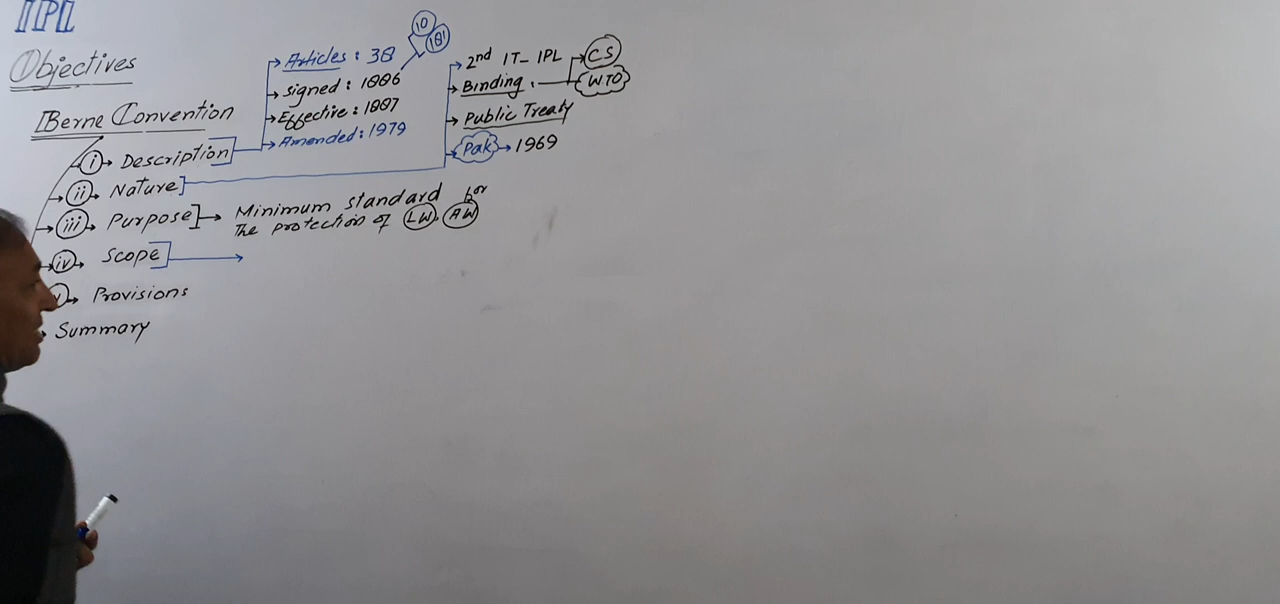 IPL
Objectives
Berne Convention
i → Description
Articles : 38
signed : 1886
10
181
Effective : 1887
Amended : 1979
ii → Nature
2nd IT - IPL
Binding .
C.S
WTO
Public Treaty
Pak → 1969
iii → Purpose → Minimum standard for
The protection of LW, AW
iv → Scope →
v → Provisions
Summary